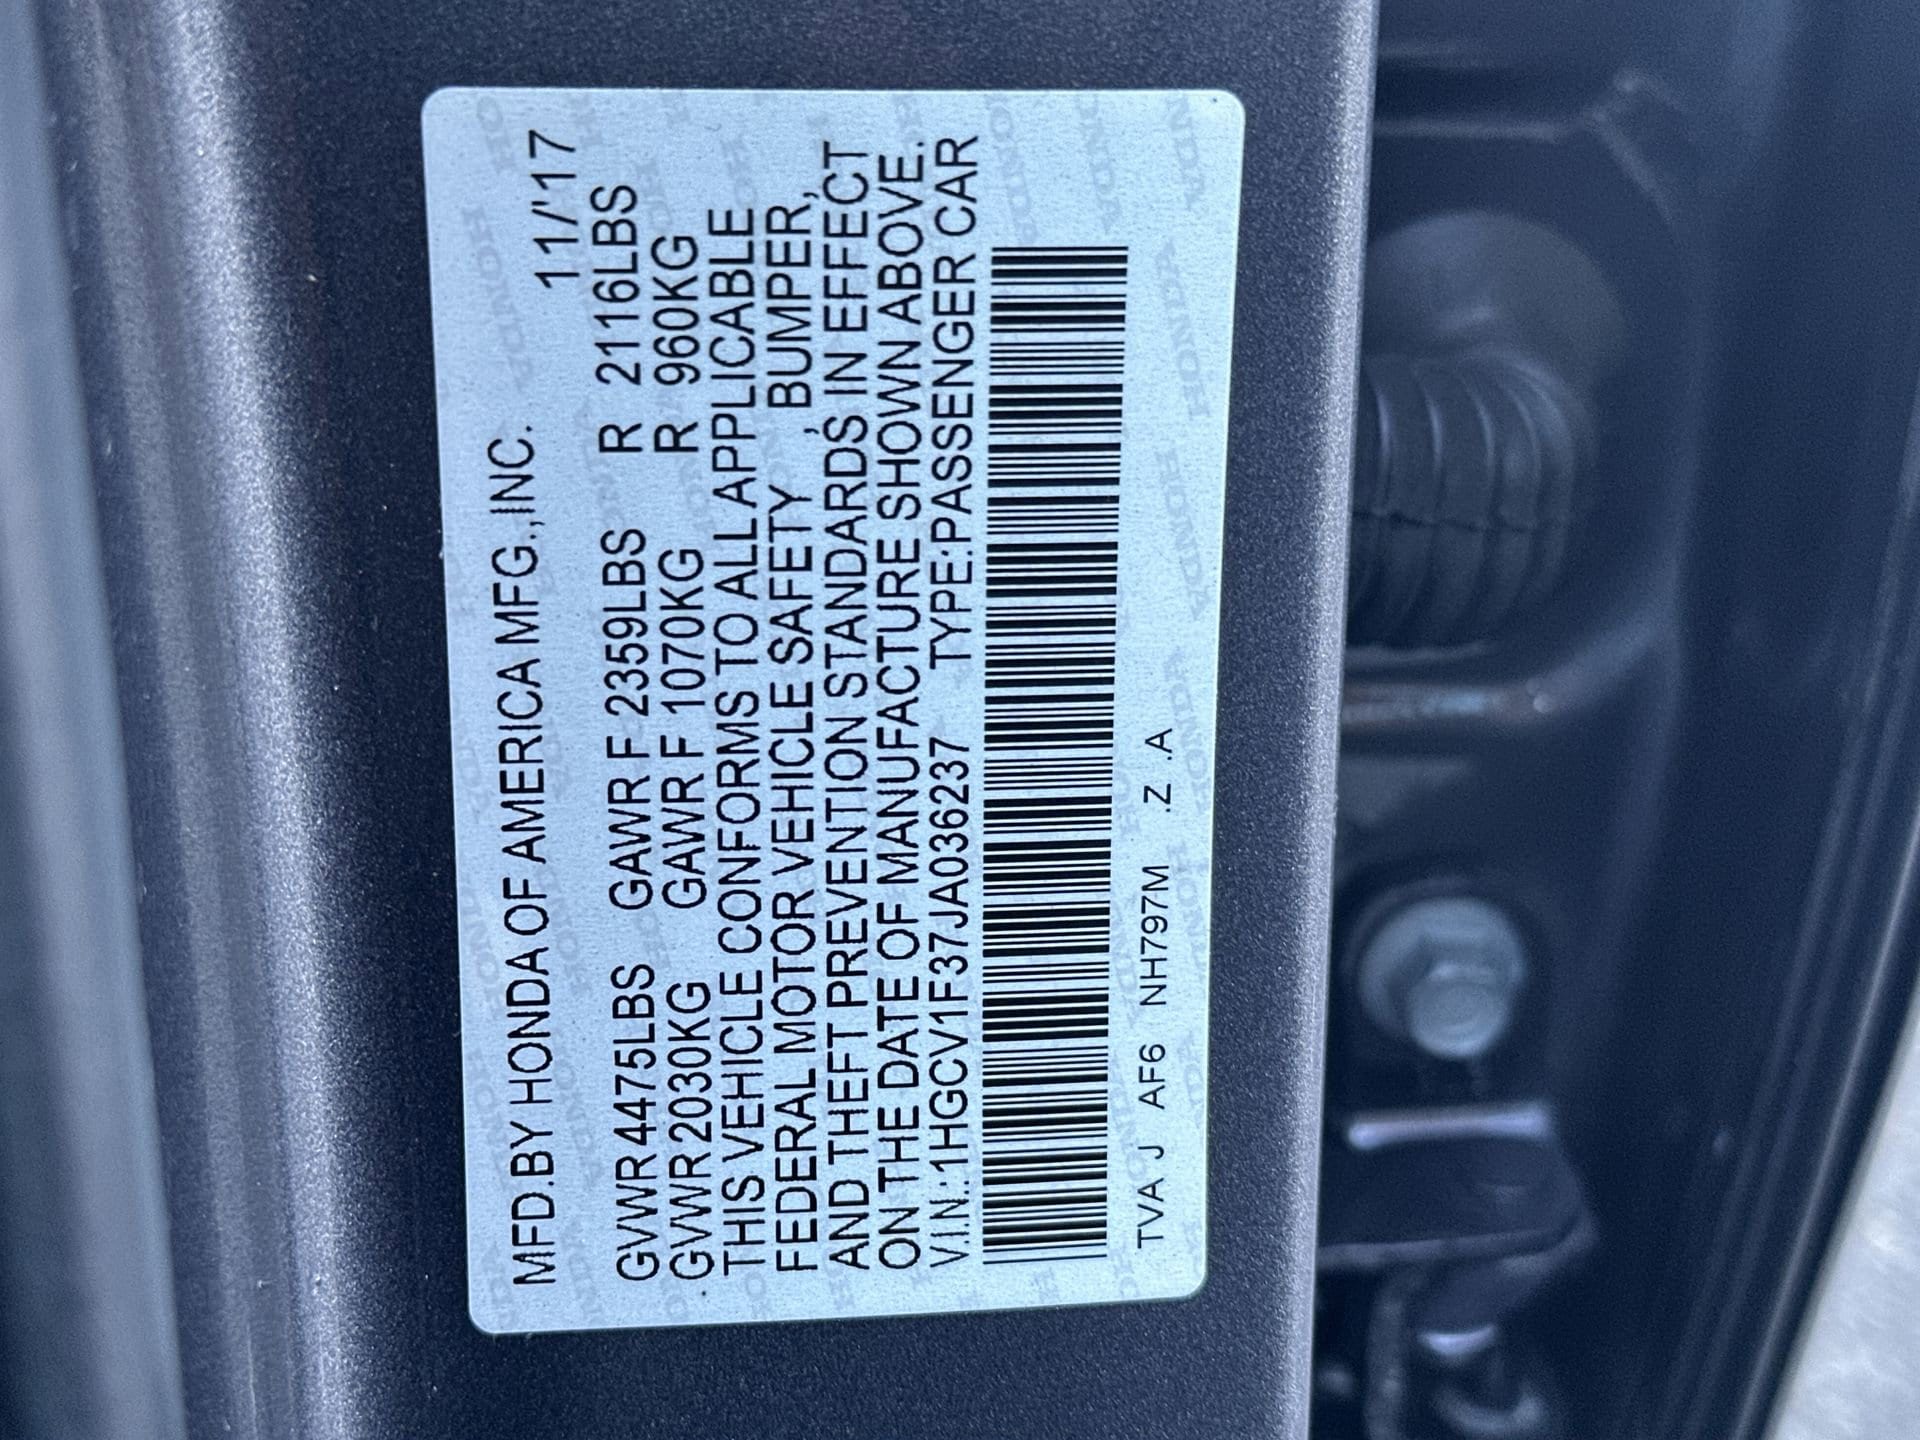 MFD.BY HONDA OF AMERICA MFG.,INC. 11/'17
GVWR 4475LBS GAWR F 2359LBS R 2116LBS
GVWR 2030KG GAWR F 1070KG R 960KG
THIS VEHICLE CONFORMS TO ALL APPLICABLE
FEDERAL MOTOR VEHICLE SAFETY , BUMPER,
AND THEFT PREVENTION STANDARDS IN EFFECT
ON THE DATE OF MANUFACTURE SHOWN ABOVE.
V.I.N.:1HGCV1F37JA036237 TYPE:PASSENGER CAR
TVA J AF6 NH797M .Z .A